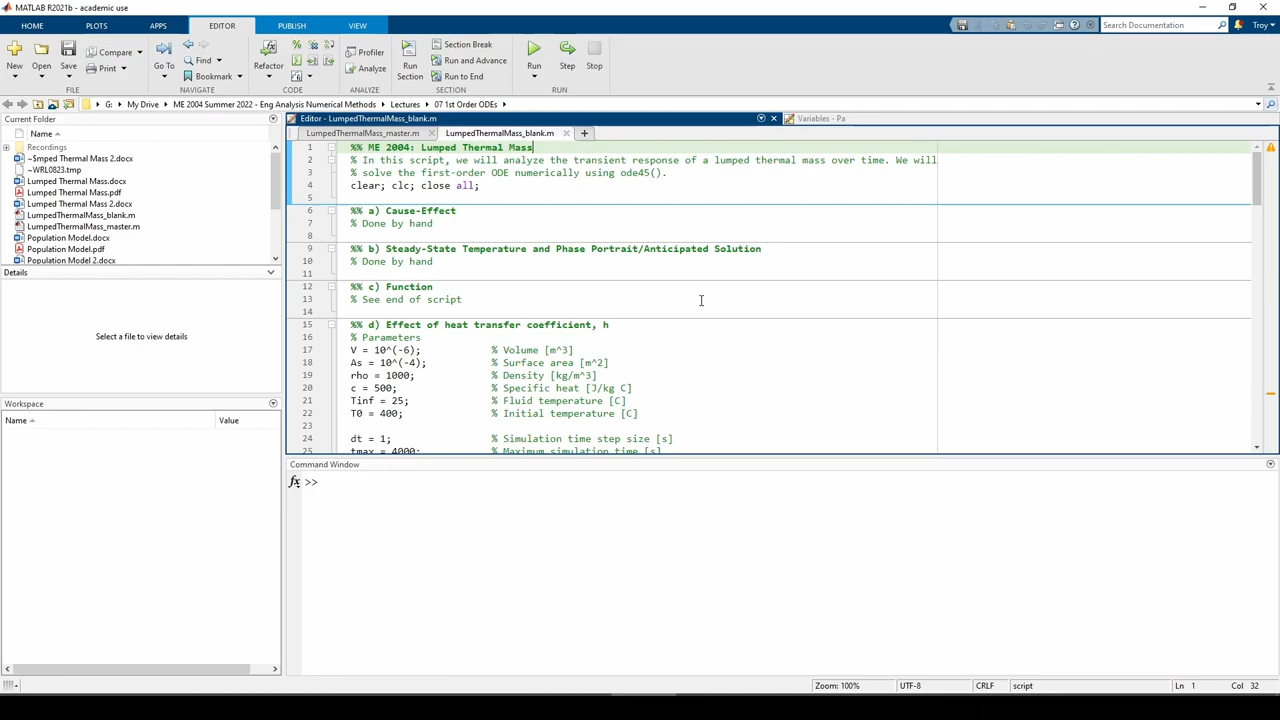 MATLAB R2021b - academic use
HOME PLOTS APPS EDITOR PUBLISH VIEW Search Documentation Troy
New Open Save Compare Print Go To Find Bookmark Refactor Profiler Analyze Run Section Section Break Run and Advance Run to End Run Step Stop
FILE NAVIGATE CODE ANALYZE SECTION RUN
G: My Drive ME 2004 Summer 2022 - Eng Analysis Numerical Methods Lectures 07 1st Order ODEs
Current Folder
Name
Recordings
~$mped Thermal Mass 2.docx
~WRL0823.tmp
Lumped Thermal Mass.docx
Lumped Thermal Mass.pdf
Lumped Thermal Mass 2.docx
LumpedThermalMass_blank.m
LumpedThermalMass_master.m
Population Model.docx
Population Model.pdf
Population Model 2.docx
Details
Select a file to view details
Workspace
Name Value
Editor - LumpedThermalMass_blank.m Variables - Pa
LumpedThermalMass_master.m LumpedThermalMass_blank.m
1 %% ME 2004: Lumped Thermal Mass
2 % In this script, we will analyze the transient response of a lumped thermal mass over time. We will
3 % solve the first-order ODE numerically using ode45().
4 clear; clc; close all;
5
6 %% a) Cause-Effect
7 % Done by hand
8
9 %% b) Steady-State Temperature and Phase Portrait/Anticipated Solution
10 % Done by hand
11
12 %% c) Function
13 % See end of script
14
15 %% d) Effect of heat transfer coefficient, h
16 % Parameters
17 V = 10^(-6); % Volume [m^3]
18 As = 10^(-4); % Surface area [m^2]
19 rho = 1000; % Density [kg/m^3]
20 c = 500; % Specific heat [J/kg C]
21 Tinf = 25; % Fluid temperature [C]
22 T0 = 400; % Initial temperature [C]
23
24 dt = 1; % Simulation time step size [s]
25 tmax = 4000; % Maximum simulation time [s]
Command Window
fx >>
Zoom: 100% UTF-8 CRLF script Ln 1 Col 32